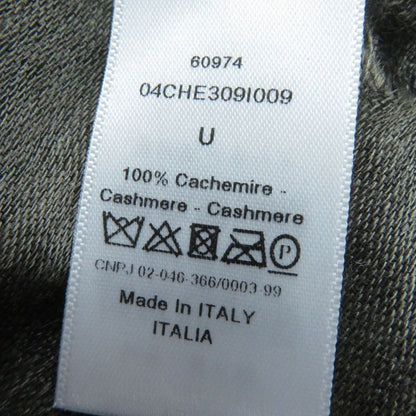 60974
04CHE309I009
U
100% Cachemire -
Cashmere - Cashmere
P
CNPJ 02-046-366/0003-99
Made In ITALY
ITALIA